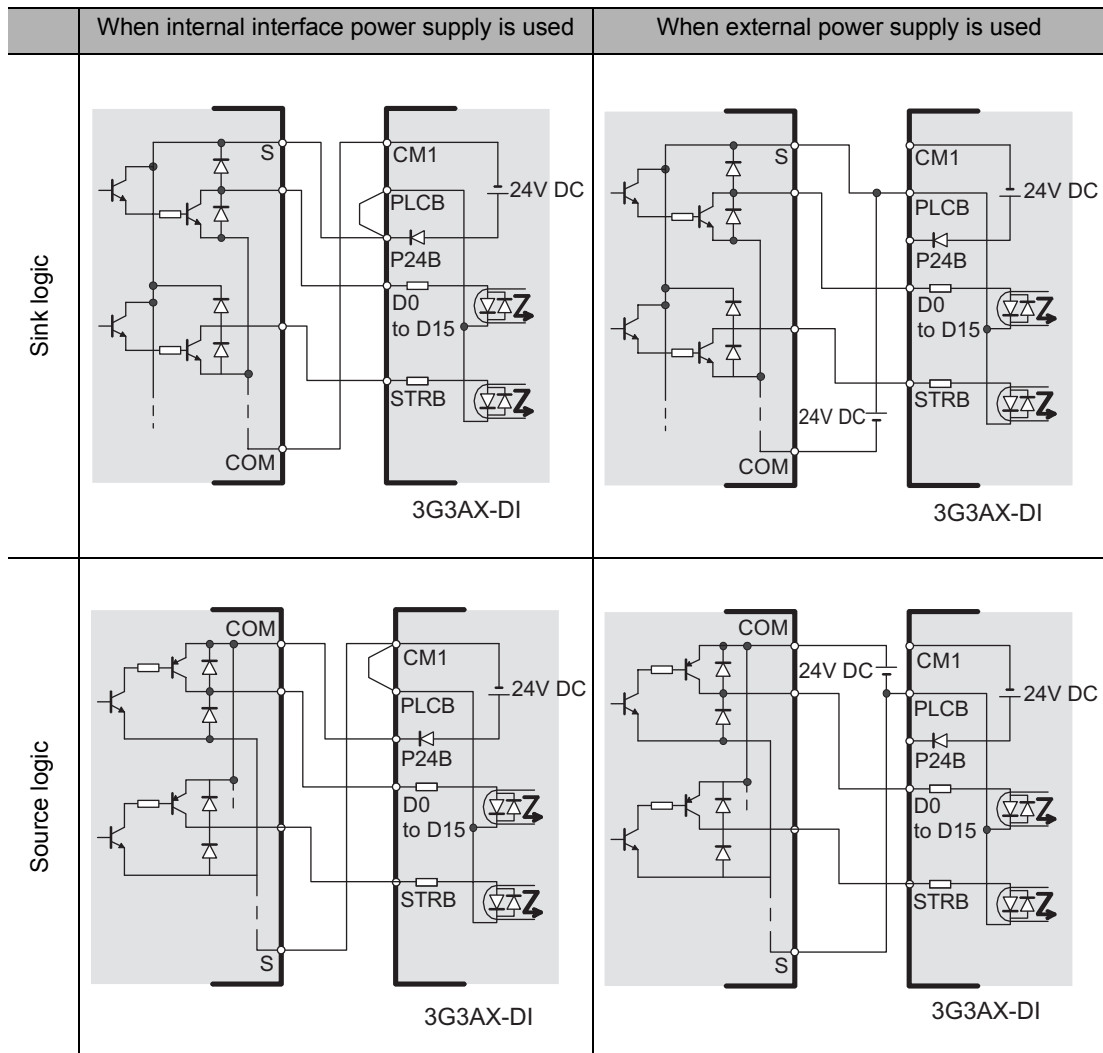 When internal interface power supply is used
When external power supply is used
Sink logic
S
COM
CM1
PLCB
P24B
D0
to D15
STRB
24V DC
3G3AX-DI
S
COM
24V DC
CM1
PLCB
P24B
D0
to D15
STRB
24V DC
3G3AX-DI
Source logic
COM
S
CM1
PLCB
P24B
D0
to D15
STRB
24V DC
3G3AX-DI
COM
S
24V DC
CM1
PLCB
P24B
D0
to D15
STRB
24V DC
3G3AX-DI